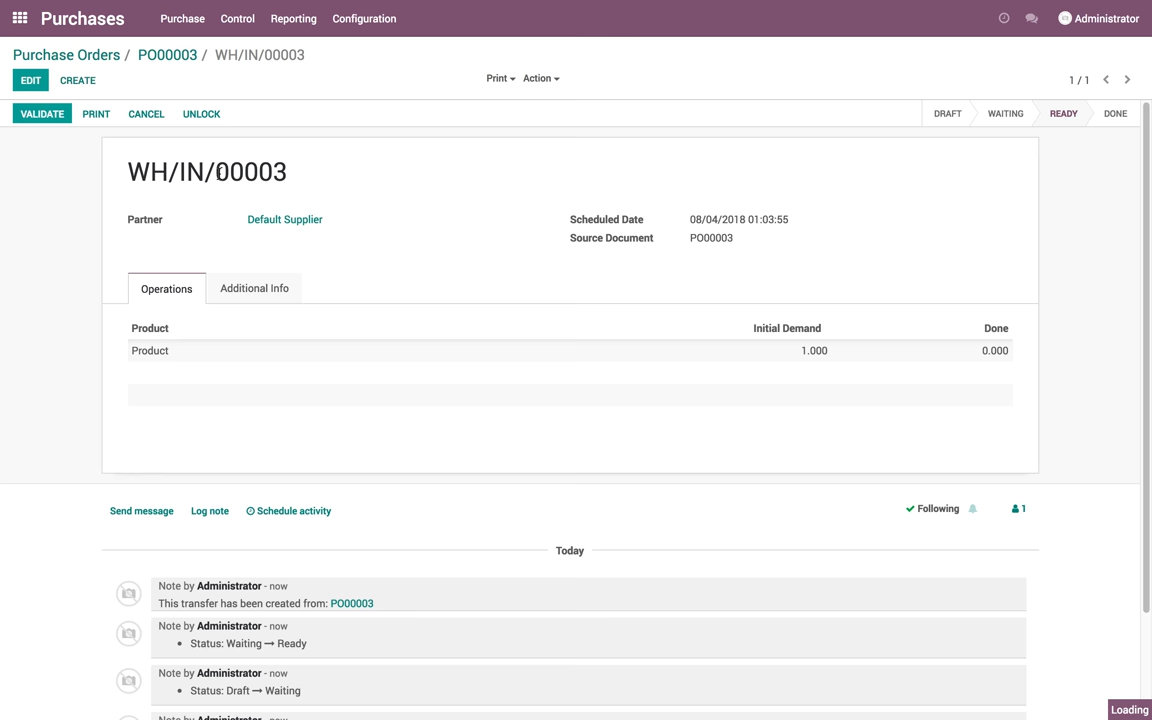 Purchases Purchase Control Reporting Configuration Administrator
Purchase Orders / PO00003 / WH/IN/00003
EDIT CREATE Print Action 1 / 1
VALIDATE PRINT CANCEL UNLOCK DRAFT WAITING READY DONE
WH/IN/00003
Partner Default Supplier Scheduled Date 08/04/2018 01:03:55
Source Document PO00003
Operations Additional Info
Product Initial Demand Done
Product 1.000 0.000
Send message Log note Schedule activity Following 1
Today
Note by Administrator - now
This transfer has been created from: PO00003
Note by Administrator - now
• Status: Waiting → Ready
Note by Administrator - now
• Status: Draft → Waiting
Note by Administrator - now
Loading